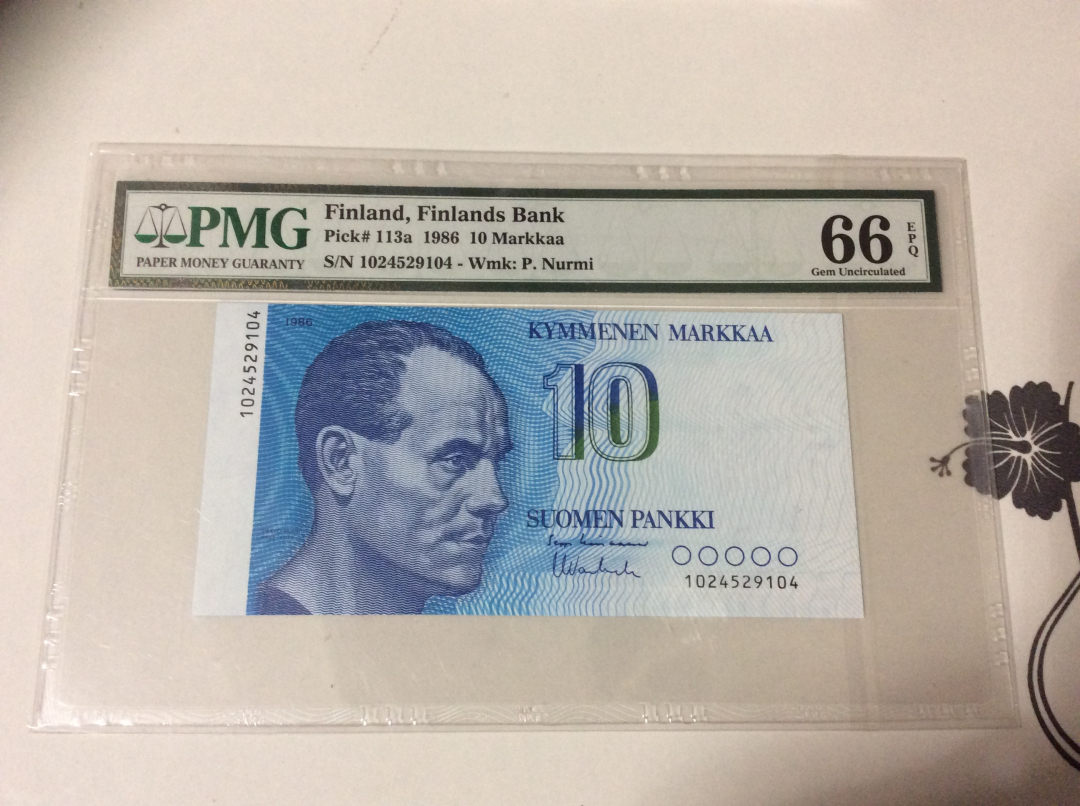 PMG
PAPER MONEY GUARANTY
Finland, Finlands Bank
Pick# 113a 1986 10 Markkaa
S/N 1024529104 - Wmk: P. Nurmi
66 EPQ
Gem Uncirculated
1024529104
1986
KYMMENEN MARKKAA
10
SUOMEN PANKKI
1024529104